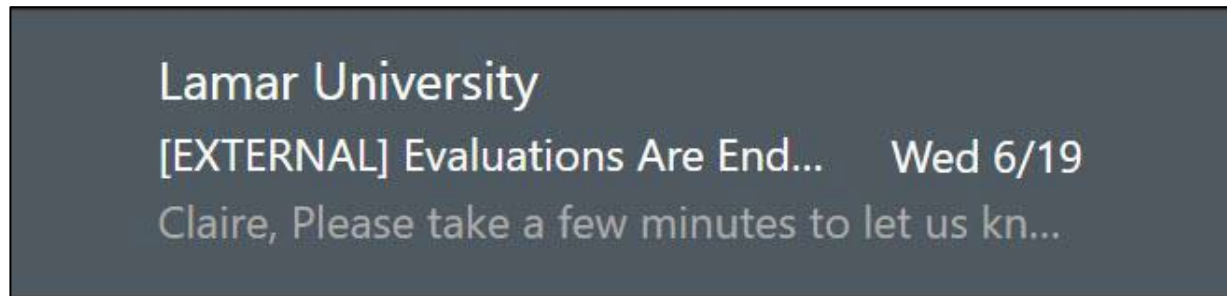 Lamar University
[EXTERNAL] Evaluations Are End... Wed 6/19
Claire, Please take a few minutes to let us kn...